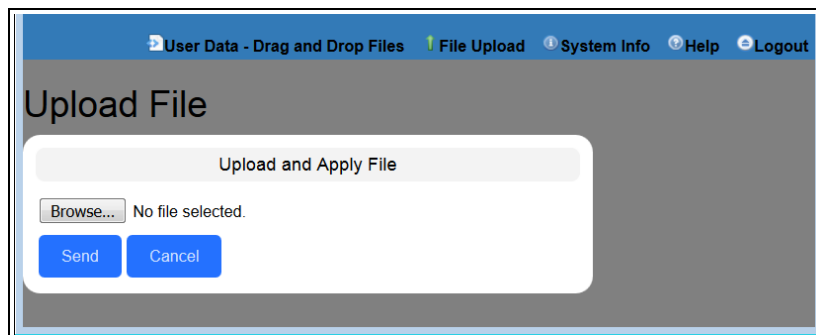 User Data - Drag and Drop Files File Upload System Info Help Logout
Upload File
Upload and Apply File
Browse... No file selected.
Send Cancel